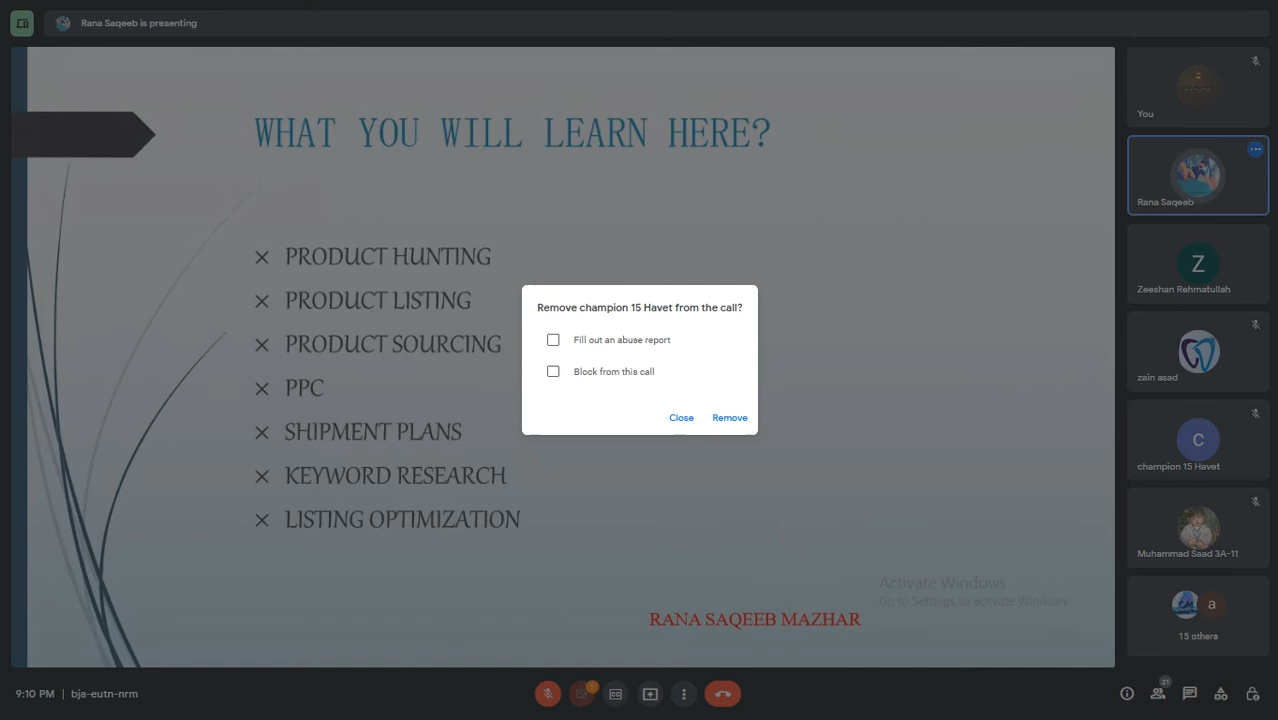 Rana Saqeeb is presenting
WHAT YOU WILL LEARN HERE?
× PRODUCT HUNTING
× PRODUCT LISTING
× PRODUCT SOURCING
× PPC
× SHIPMENT PLANS
× KEYWORD RESEARCH
× LISTING OPTIMIZATION
RANA SAQEEB MAZHAR
Activate Windows
Go to Settings to activate Windows
Remove champion 15 Havet from the call?
Fill out an abuse report
Block from this call
Close Remove
You
Rana Saqeeb
Z
Zeeshan Rehmatullah
zain asad
C
champion 15 Havet
Muhammad Saad 3A-11
a
15 others
9:10 PM | bja-eutn-nrm
21